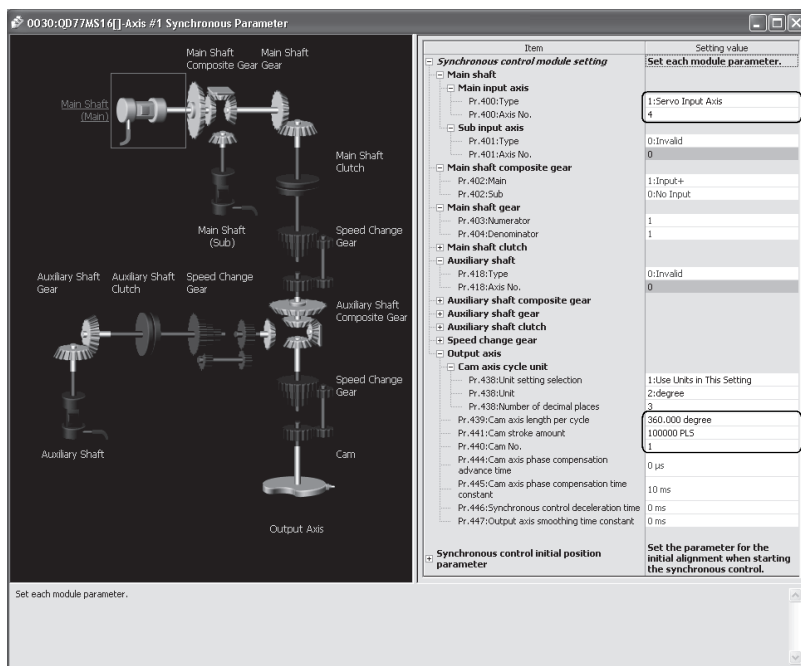 0030:QD77MS16[]-Axis #1 Synchronous Parameter
Main Shaft Composite Gear
Main Shaft Gear
Main Shaft (Main)
Main Shaft Clutch
Main Shaft (Sub)
Speed Change Gear
Auxiliary Shaft Gear
Auxiliary Shaft Clutch
Speed Change Gear
Auxiliary Shaft Composite Gear
Speed Change Gear
Auxiliary Shaft
Cam
Output Axis
Item Setting value
Synchronous control module setting Set each module parameter.
Main shaft
Main input axis
Pr.400:Type 1:Servo Input Axis
Pr.400:Axis No. 4
Sub input axis
Pr.401:Type 0:Invalid
Pr.401:Axis No. 0
Main shaft composite gear
Pr.402:Main 1:Input+
Pr.402:Sub 0:No Input
Main shaft gear
Pr.403:Numerator 1
Pr.404:Denominator 1
Main shaft clutch
Auxiliary shaft
Pr.418:Type 0:Invalid
Pr.418:Axis No. 0
Auxiliary shaft composite gear
Auxiliary shaft gear
Auxiliary shaft clutch
Speed change gear
Output axis
Cam axis cycle unit
Pr.438:Unit setting selection 1:Use Units in This Setting
Pr.438:Unit 2:degree
Pr.438:Number of decimal places 3
Pr.439:Cam axis length per cycle 360.000 degree
Pr.441:Cam stroke amount 100000 PLS
Pr.440:Cam No. 1
Pr.444:Cam axis phase compensation advance time 0 µs
Pr.445:Cam axis phase compensation time constant 10 ms
Pr.446:Synchronous control deceleration time 0 ms
Pr.447:Output axis smoothing time constant 0 ms
Synchronous control initial position parameter Set the parameter for the initial alignment when starting the synchronous control.
Set each module parameter.